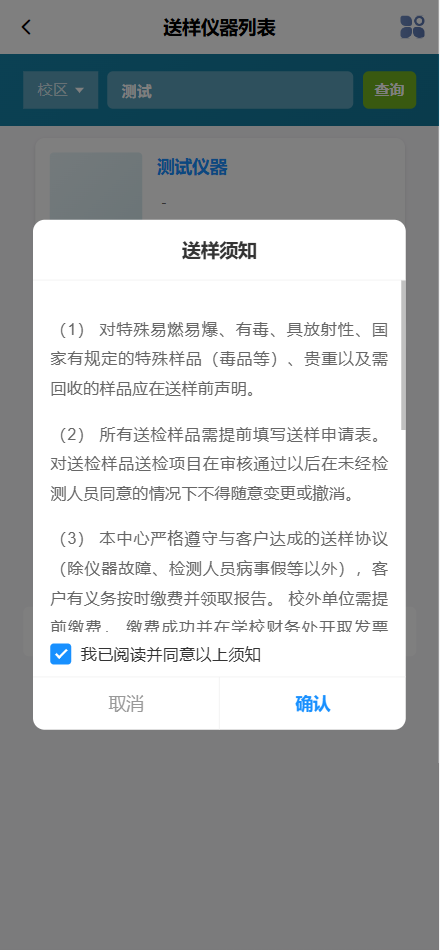 送样仪器列表
校区
测试
查询
测试仪器
-
送样须知
（1） 对特殊易燃易爆、有毒、具放射性、国
家有规定的特殊样品（毒品等）、贵重以及需
回收的样品应在送样前声明。
（2） 所有送检样品需提前填写送样申请表。
对送检样品送检项目在审核通过以后在未经检
测人员同意的情况下不得随意变更或撤消。
（3） 本中心严格遵守与客户达成的送样协议
（除仪器故障、检测人员病事假等以外），客
户有义务按时缴费并领取报告。 校外单位需提
前缴费， 缴费成功并在学校财务处开取发票
我已阅读并同意以上须知
取消
确认